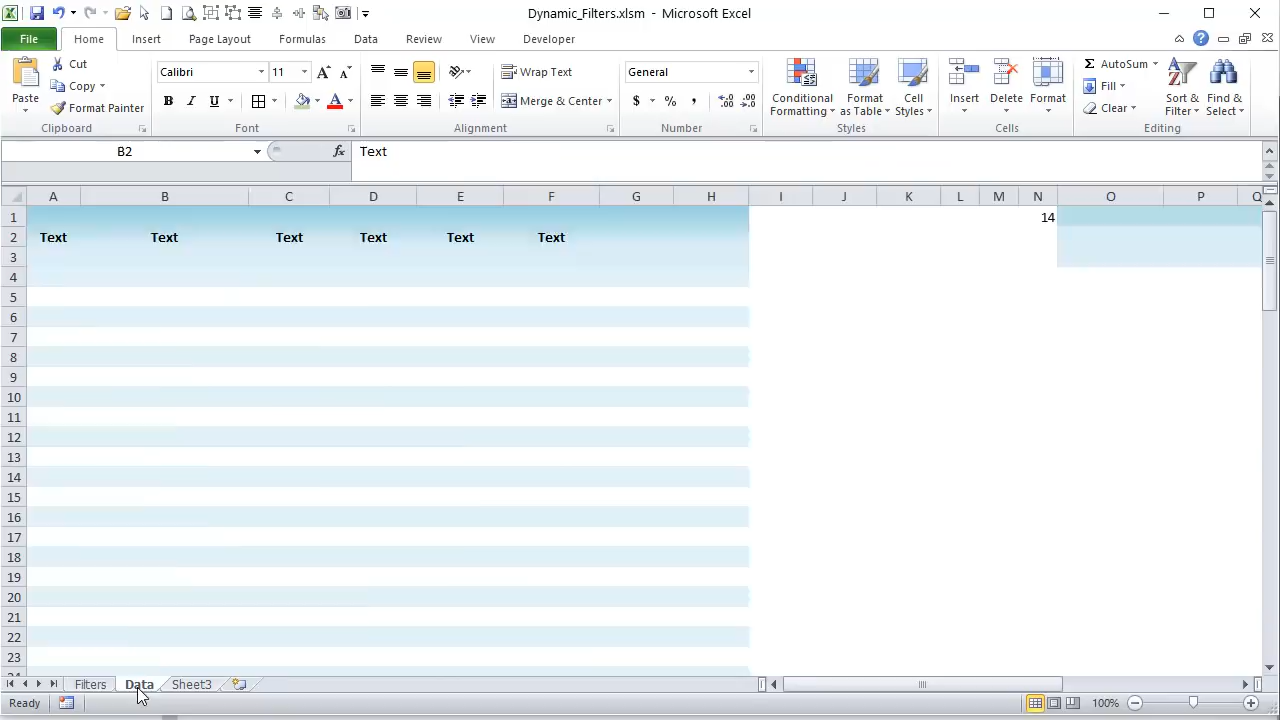 Dynamic_Filters.xlsm - Microsoft Excel
File Home Insert Page Layout Formulas Data Review View Developer
Cut Calibri 11 Wrap Text General AutoSum
Copy Fill
Paste Format Painter Merge & Center Conditional Formatting Format as Table Cell Styles Insert Delete Format Clear Sort & Filter Find & Select
Clipboard Font Alignment Number Styles Cells Editing
B2 fx Text
A B C D E F G H I J K L M N O P Q
1 14
2 Text Text Text Text Text Text
3
4
5
6
7
8
9
10
11
12
13
14
15
16
17
18
19
20
21
22
23
Filters Data Sheet3
Ready 100%